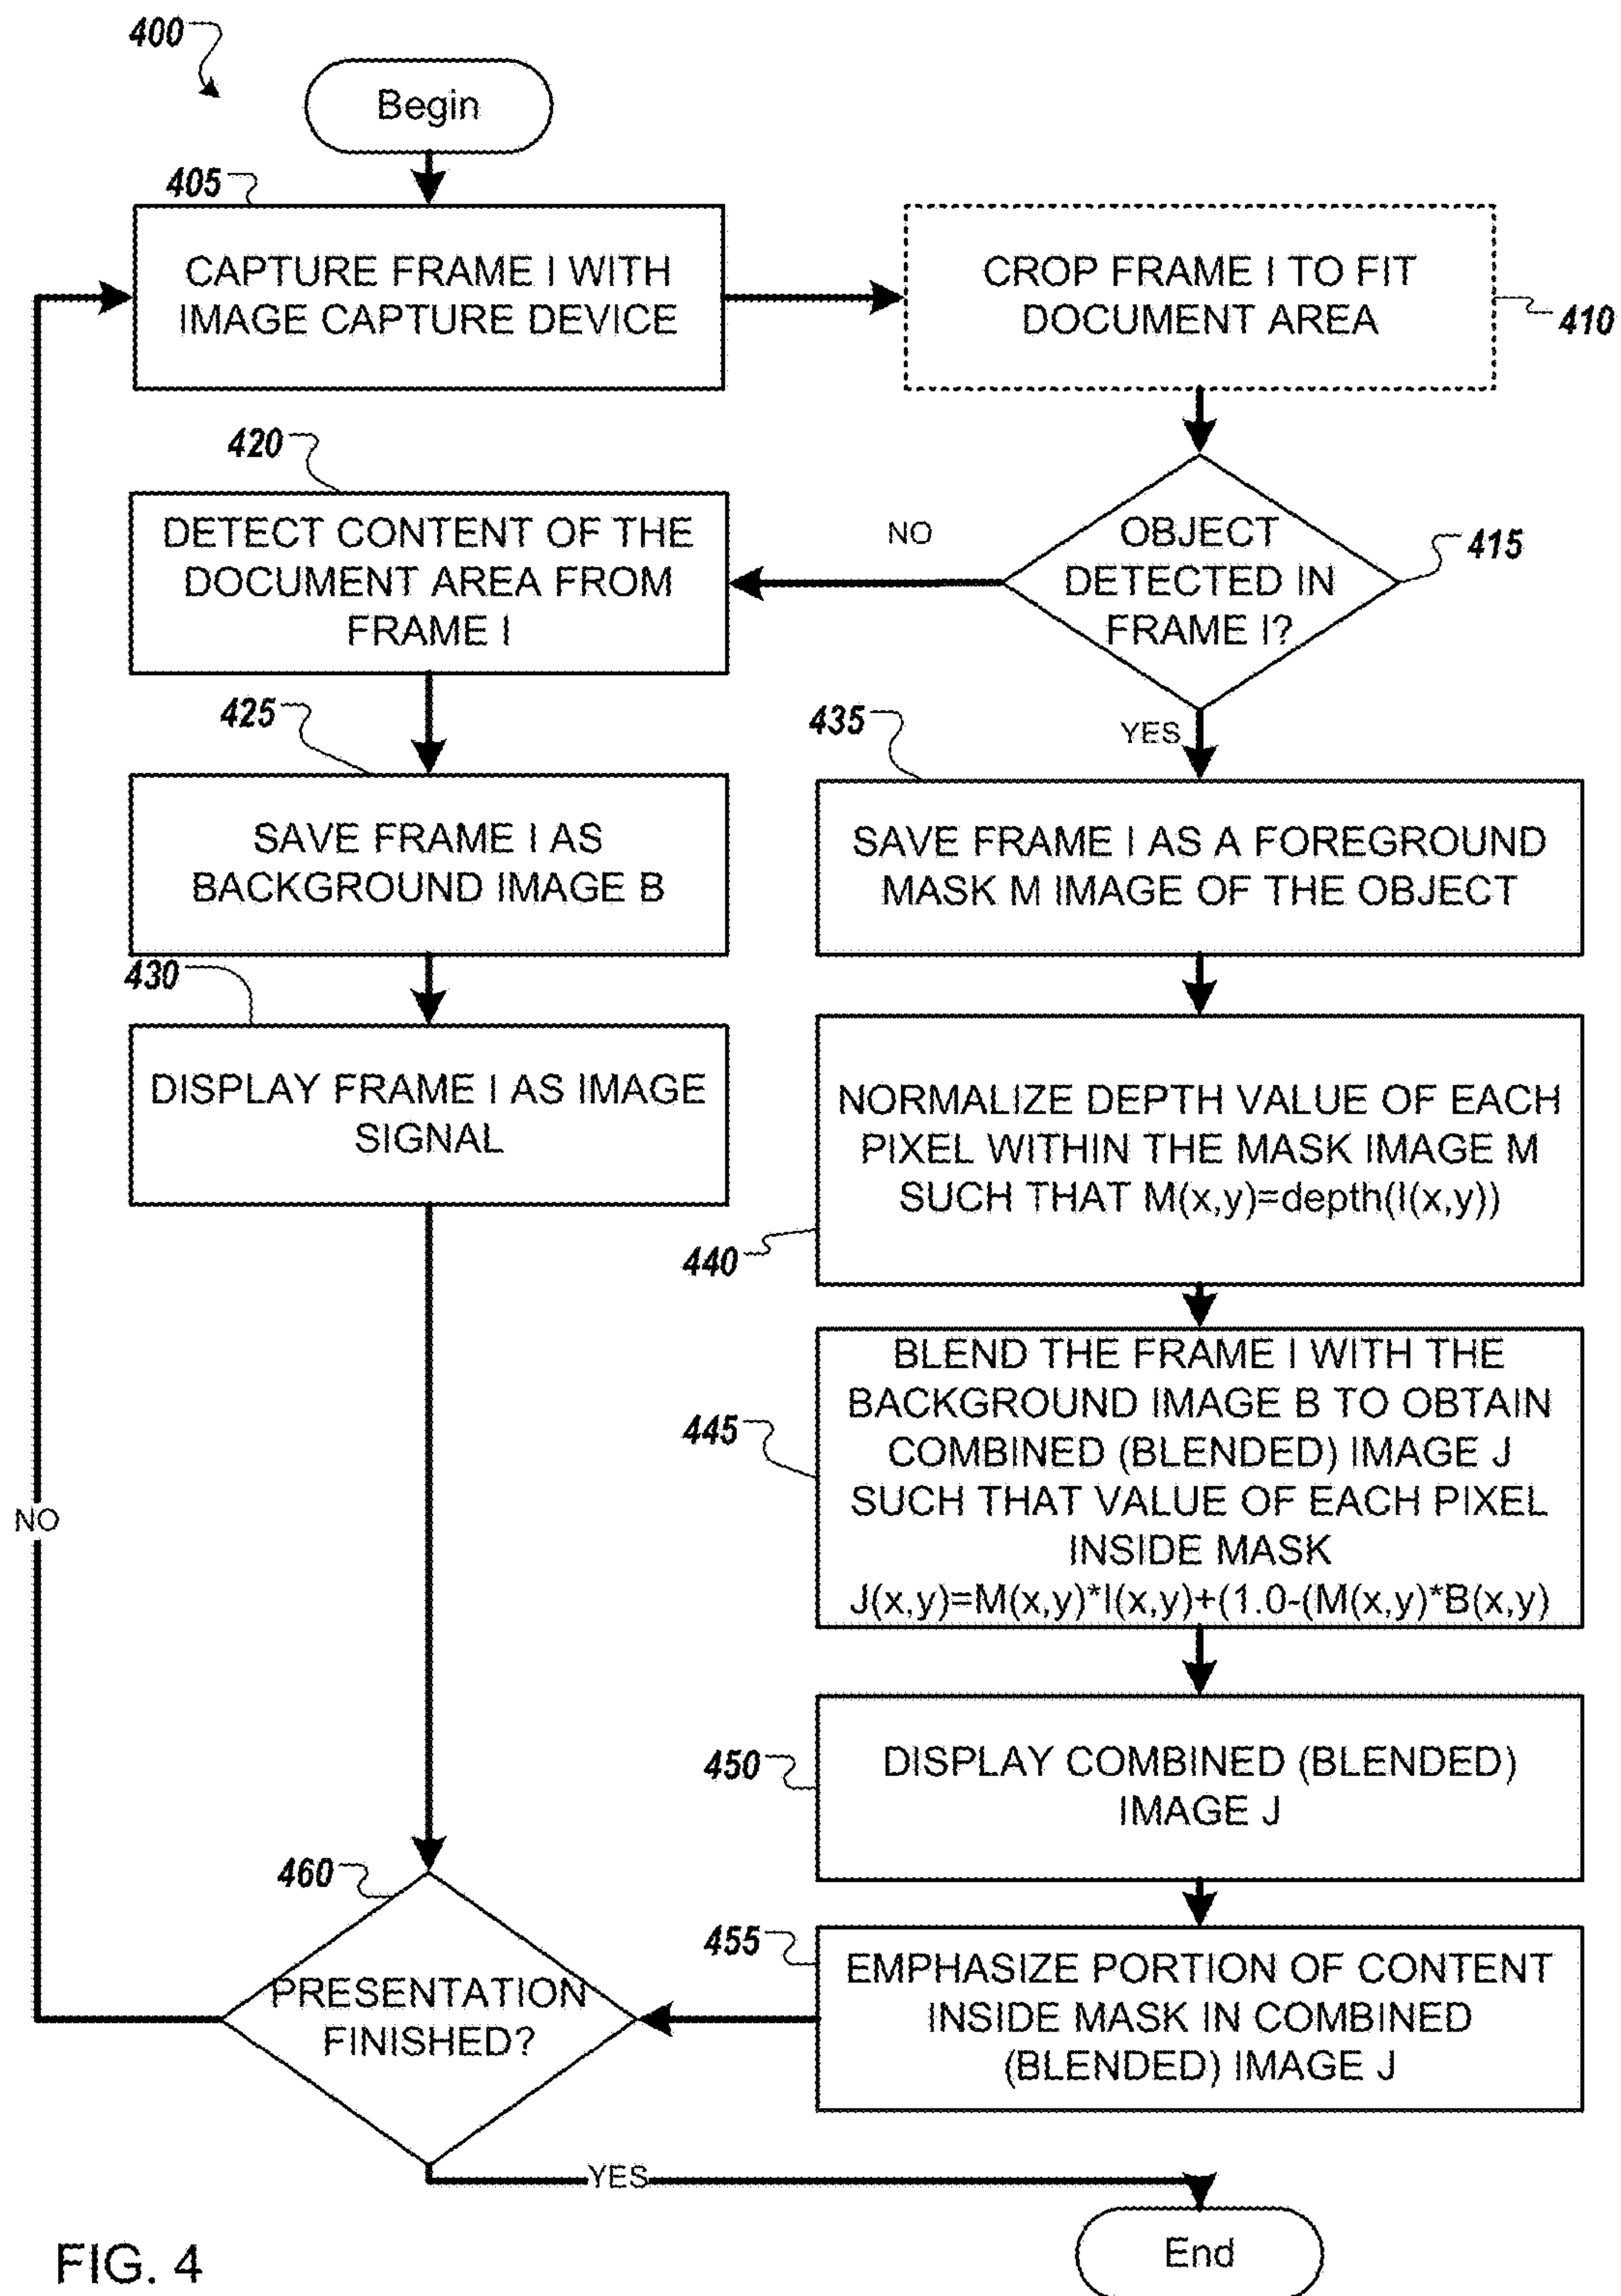 400
Begin
405
CAPTURE FRAME I WITH
IMAGE CAPTURE DEVICE
CROP FRAME I TO FIT
DOCUMENT AREA
410
420
DETECT CONTENT OF THE
DOCUMENT AREA FROM
FRAME I
NO
OBJECT
DETECTED IN
FRAME I?
415
YES
425
SAVE FRAME I AS
BACKGROUND IMAGE B
435
SAVE FRAME I AS A FOREGROUND
MASK M IMAGE OF THE OBJECT
430
DISPLAY FRAME I AS IMAGE
SIGNAL
NORMALIZE DEPTH VALUE OF EACH
PIXEL WITHIN THE MASK IMAGE M
SUCH THAT M(x,y)=depth(I(x,y))
440
BLEND THE FRAME I WITH THE
BACKGROUND IMAGE B TO OBTAIN
COMBINED (BLENDED) IMAGE J
SUCH THAT VALUE OF EACH PIXEL
INSIDE MASK
J(x,y)=M(x,y)*I(x,y)+(1.0-(M(x,y)*B(x,y)
445
NO
450
DISPLAY COMBINED (BLENDED)
IMAGE J
455
EMPHASIZE PORTION OF CONTENT
INSIDE MASK IN COMBINED
(BLENDED) IMAGE J
460
PRESENTATION
FINISHED?
YES
End
FIG. 4